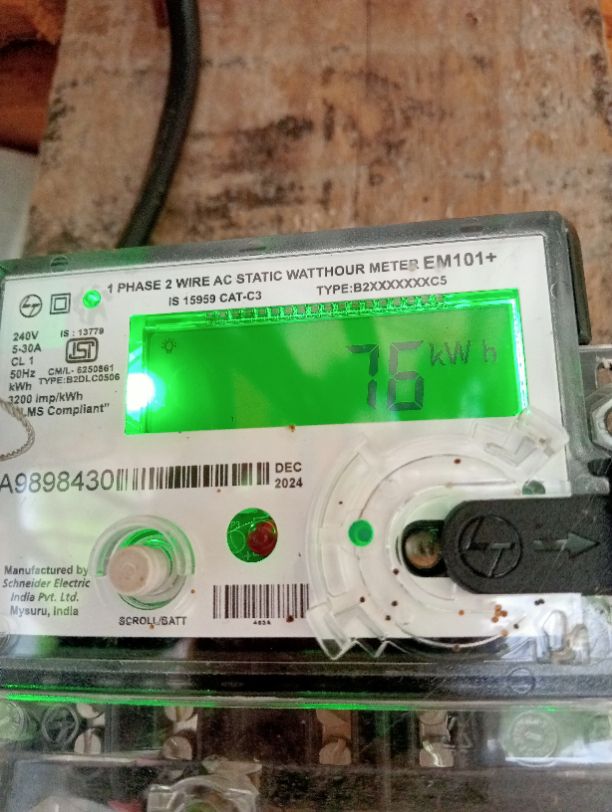 1 PHASE 2 WIRE AC STATIC WATTHOUR METER EM101+
IS 15959 CAT-C3 TYPE:B2XXXXXXXC5
240V
5-30A
CL 1
50Hz
kWh
3200 imp/kWh
IS : 13779
ISI
CM/L- 6250861
TYPE:B2DLC0506
LMS Compliant"
76 kWh
A9898430
DEC
2024
Manufactured by
Schneider Electric
India Pvt. Ltd.
Mysuru, India
SCROLL/BATT
LT